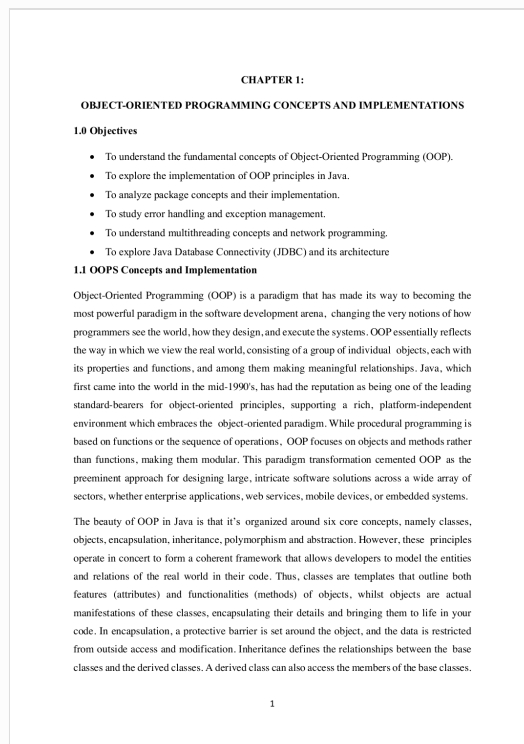 CHAPTER 1:
OBJECT-ORIENTED PROGRAMMING CONCEPTS AND IMPLEMENTATIONS
1.0 Objectives
• To understand the fundamental concepts of Object-Oriented Programming (OOP).
• To explore the implementation of OOP principles in Java.
• To analyze package concepts and their implementation.
• To study error handling and exception management.
• To understand multithreading concepts and network programming.
• To explore Java Database Connectivity (JDBC) and its architecture
1.1 OOPS Concepts and Implementation
Object-Oriented Programming (OOP) is a paradigm that has made its way to becoming the
most powerful paradigm in the software development arena, changing the very notions of how
programmers see the world, how they design, and execute the systems. OOP essentially reflects
the way in which we view the real world, consisting of a group of individual objects, each with
its properties and functions, and among them making meaningful relationships. Java, which
first came into the world in the mid-1990's, has had the reputation as being one of the leading
standard-bearers for object-oriented principles, supporting a rich, platform-independent
environment which embraces the object-oriented paradigm. While procedural programming is
based on functions or the sequence of operations, OOP focuses on objects and methods rather
than functions, making them modular. This paradigm transformation cemented OOP as the
preeminent approach for designing large, intricate software solutions across a wide array of
sectors, whether enterprise applications, web services, mobile devices, or embedded systems.
The beauty of OOP in Java is that it’s organized around six core concepts, namely classes,
objects, encapsulation, inheritance, polymorphism and abstraction. However, these principles
operate in concert to form a coherent framework that allows developers to model the entities
and relations of the real world in their code. Thus, classes are templates that outline both
features (attributes) and functionalities (methods) of objects, whilst objects are actual
manifestations of these classes, encapsulating their details and bringing them to life in your
code. In encapsulation, a protective barrier is set around the object, and the data is restricted
from outside access and modification. Inheritance defines the relationships between the base
classes and the derived classes. A derived class can also access the members of the base classes.
1